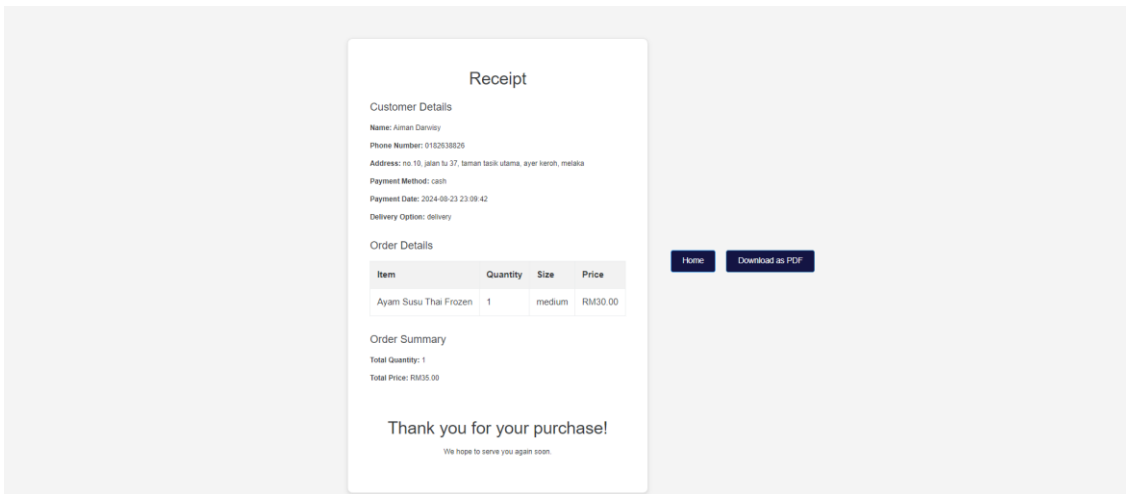 Receipt
Customer Details
Name: Aiman Darwisy
Phone Number: 0182638826
Address: no.10, jalan tu 37, taman tasik utama, ayer keroh, melaka
Payment Method: cash
Payment Date: 2024-08-23 23:09:42
Delivery Option: delivery
Order Details
Item Quantity Size Price
Ayam Susu Thai Frozen 1 medium RM30.00
Order Summary
Total Quantity: 1
Total Price: RM35.00
Thank you for your purchase!
We hope to serve you again soon.
Home
Download as PDF